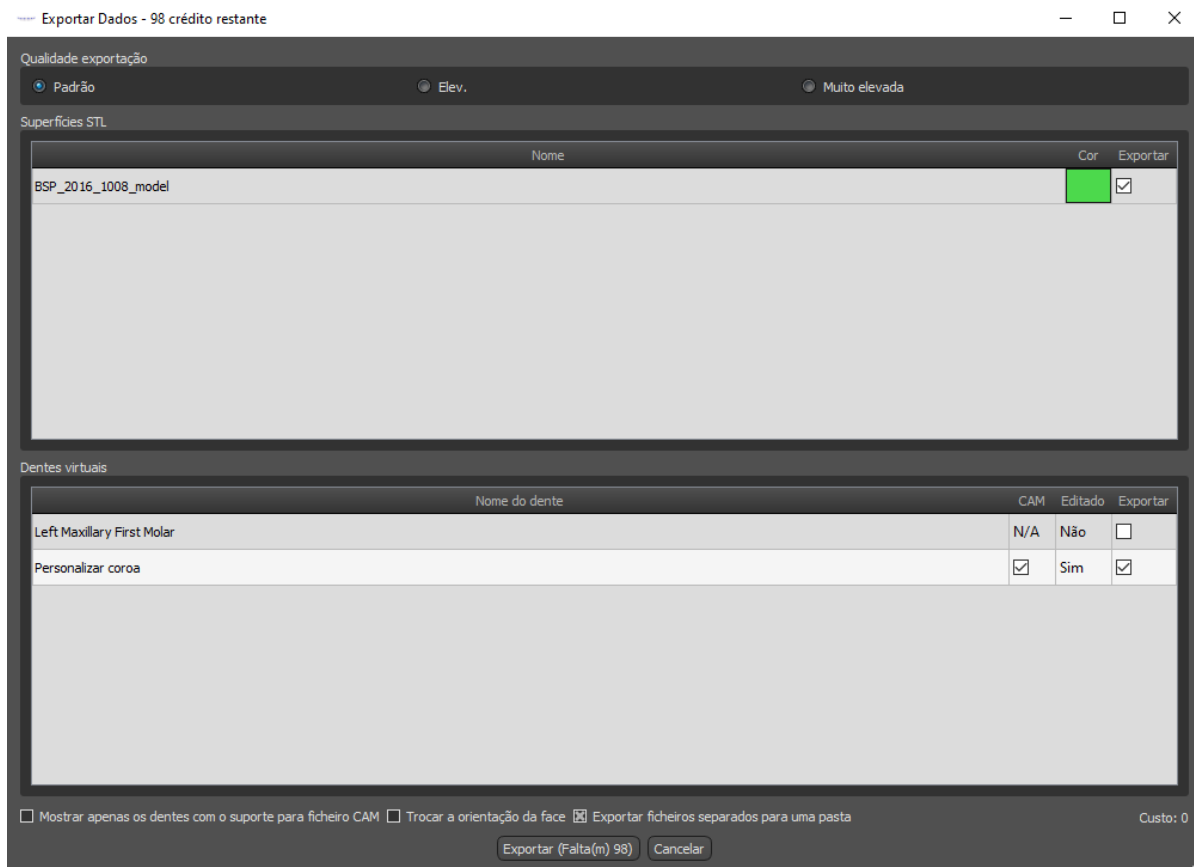 Exportar Dados - 98 crédito restante
Qualidade exportação
Padrão Elev. Muito elevada
Superfícies STL
Nome Cor Exportar
BSP_2016_1008_model
Dentes virtuais
Nome do dente CAM Editado Exportar
Left Maxillary First Molar N/A Não
Personalizar coroa Sim
Mostrar apenas os dentes com o suporte para ficheiro CAM Trocar a orientação da face Exportar ficheiros separados para uma pasta Custo: 0
Exportar (Falta(m) 98) Cancelar